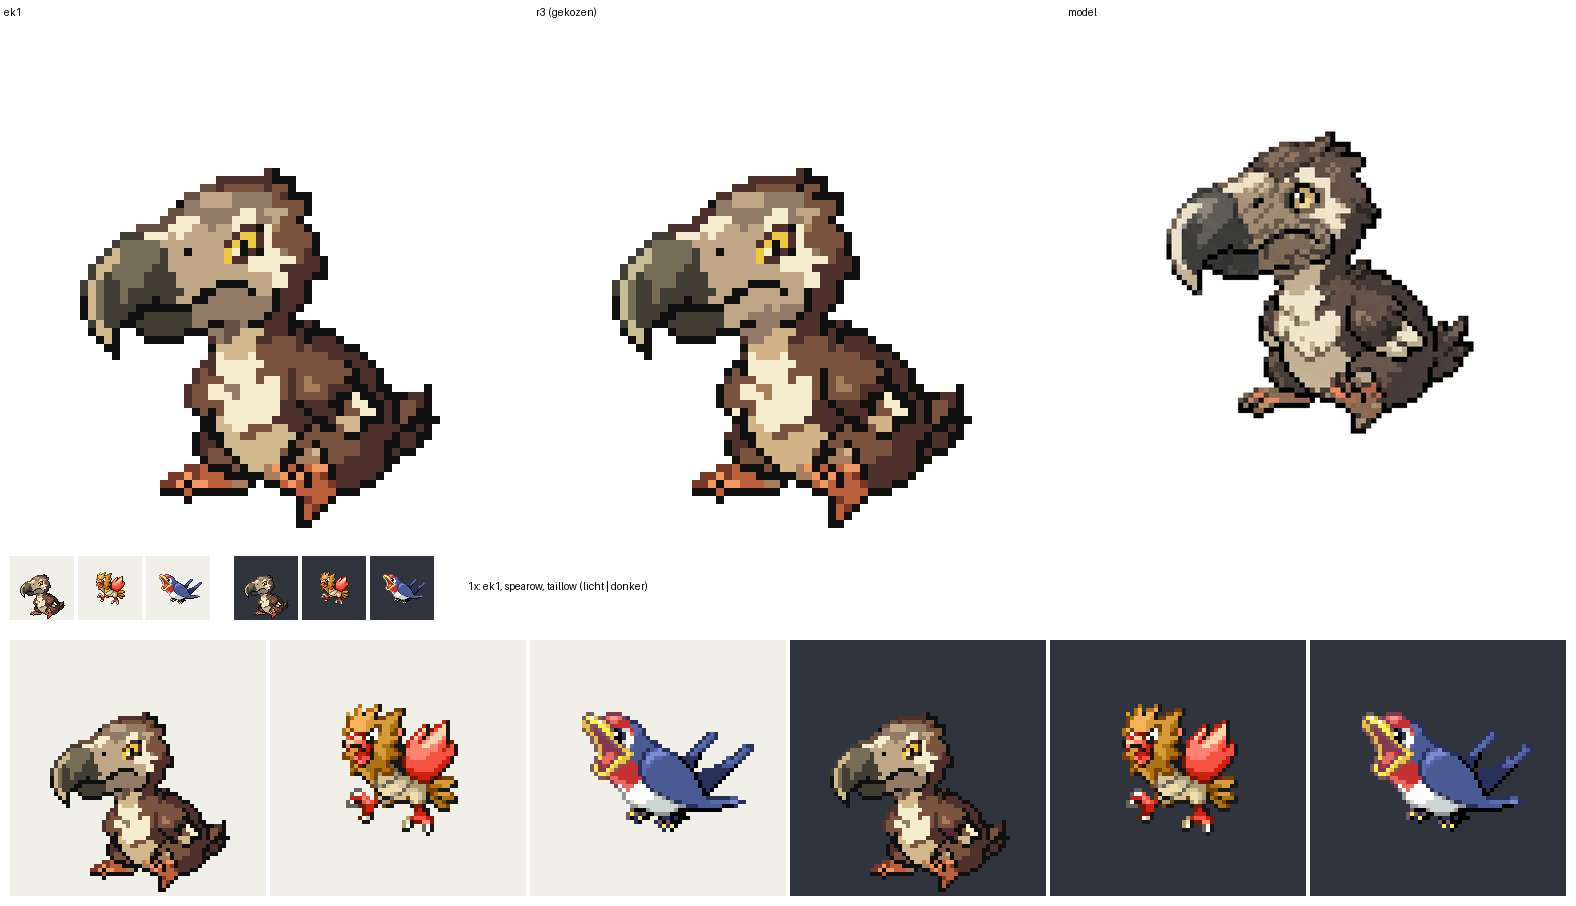 ek1
r3 (gekozen)
model
1x: ek1, spearow, taillow (licht | donker)